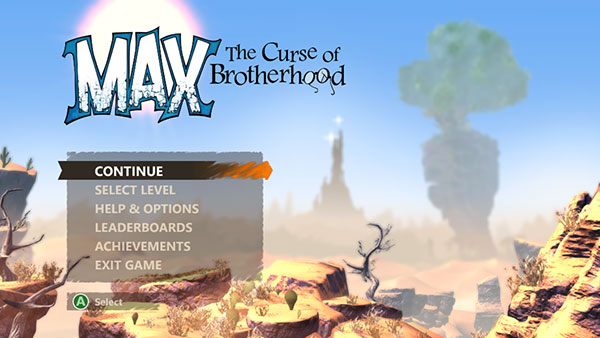 MAX
The Curse of
Brotherhood
CONTINUE
SELECT LEVEL
HELP & OPTIONS
LEADERBOARDS
ACHIEVEMENTS
EXIT GAME
A Select